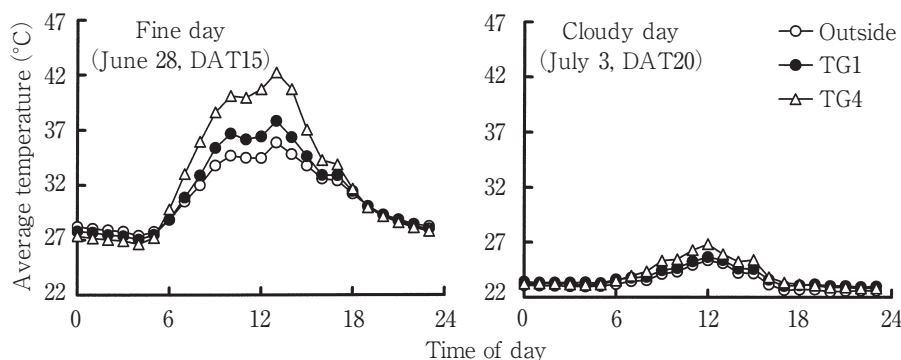 Average temperature (°C)
47
42
37
32
27
22
Fine day
(June 28, DAT15)
0
6
12
18
24
47
42
37
32
27
22
Cloudy day
(July 3, DAT20)
Outside
TG1
TG4
0
6
12
18
24
Time of day